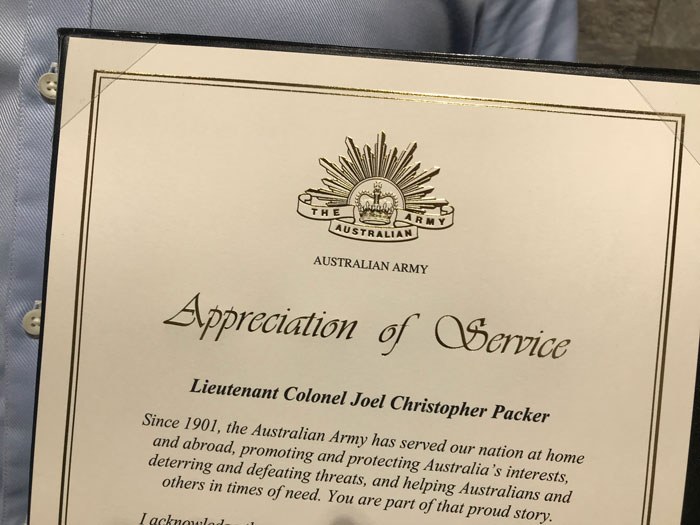 THE AUSTRALIAN ARMY
AUSTRALIAN ARMY
Appreciation of Service
Lieutenant Colonel Joel Christopher Packer
Since 1901, the Australian Army has served our nation at home
and abroad, promoting and protecting Australia's interests,
deterring and defeating threats, and helping Australians and
others in times of need. You are part of that proud story.
I acknowledge